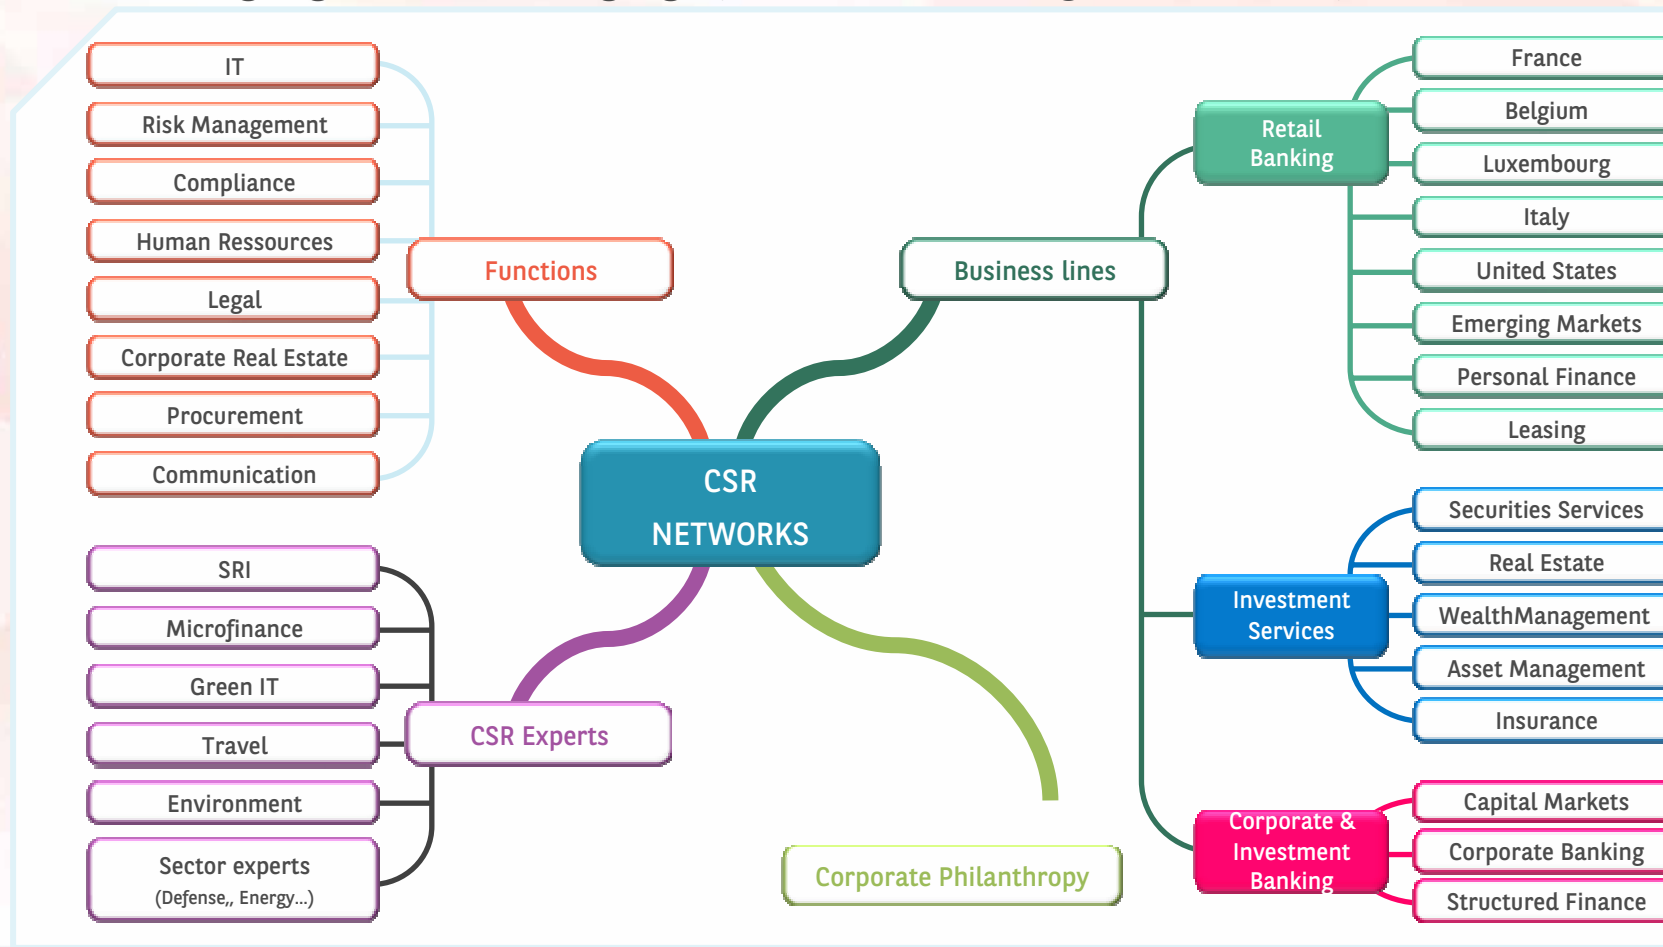 IT
Risk Management
Compliance
Human Ressources
Legal
Corporate Real Estate
Procurement
Communication
Functions
SRI
Microfinance
Green IT
Travel
Environment
Sector experts
(Defense,, Energy...)
CSR Experts
CSR
NETWORKS
Corporate Philanthropy
Business lines
Retail
Banking
France
Belgium
Luxembourg
Italy
United States
Emerging Markets
Personal Finance
Leasing
Investment
Services
Securities Services
Real Estate
WealthManagement
Asset Management
Insurance
Corporate &
Investment
Banking
Capital Markets
Corporate Banking
Structured Finance